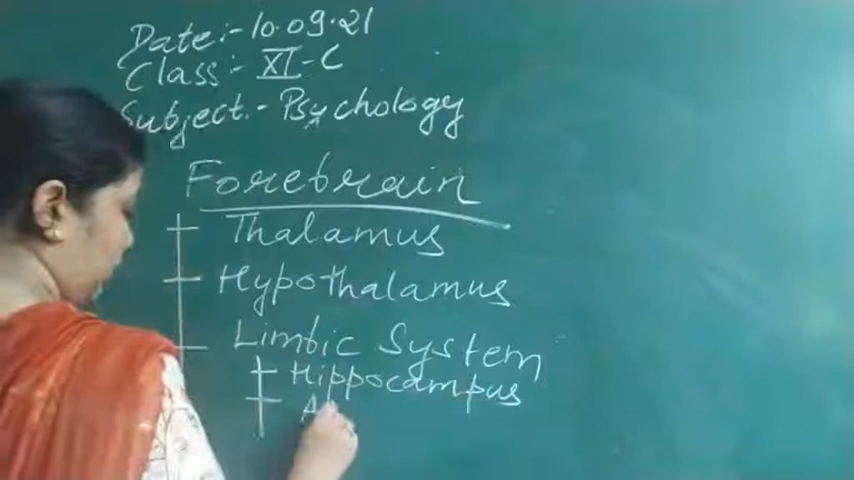 Date:- 10.09.21
Class:- XI-C
Subject.- Psychology
Forebrain
Thalamus
Hypothalamus
Limbic System
Hippocampus
A